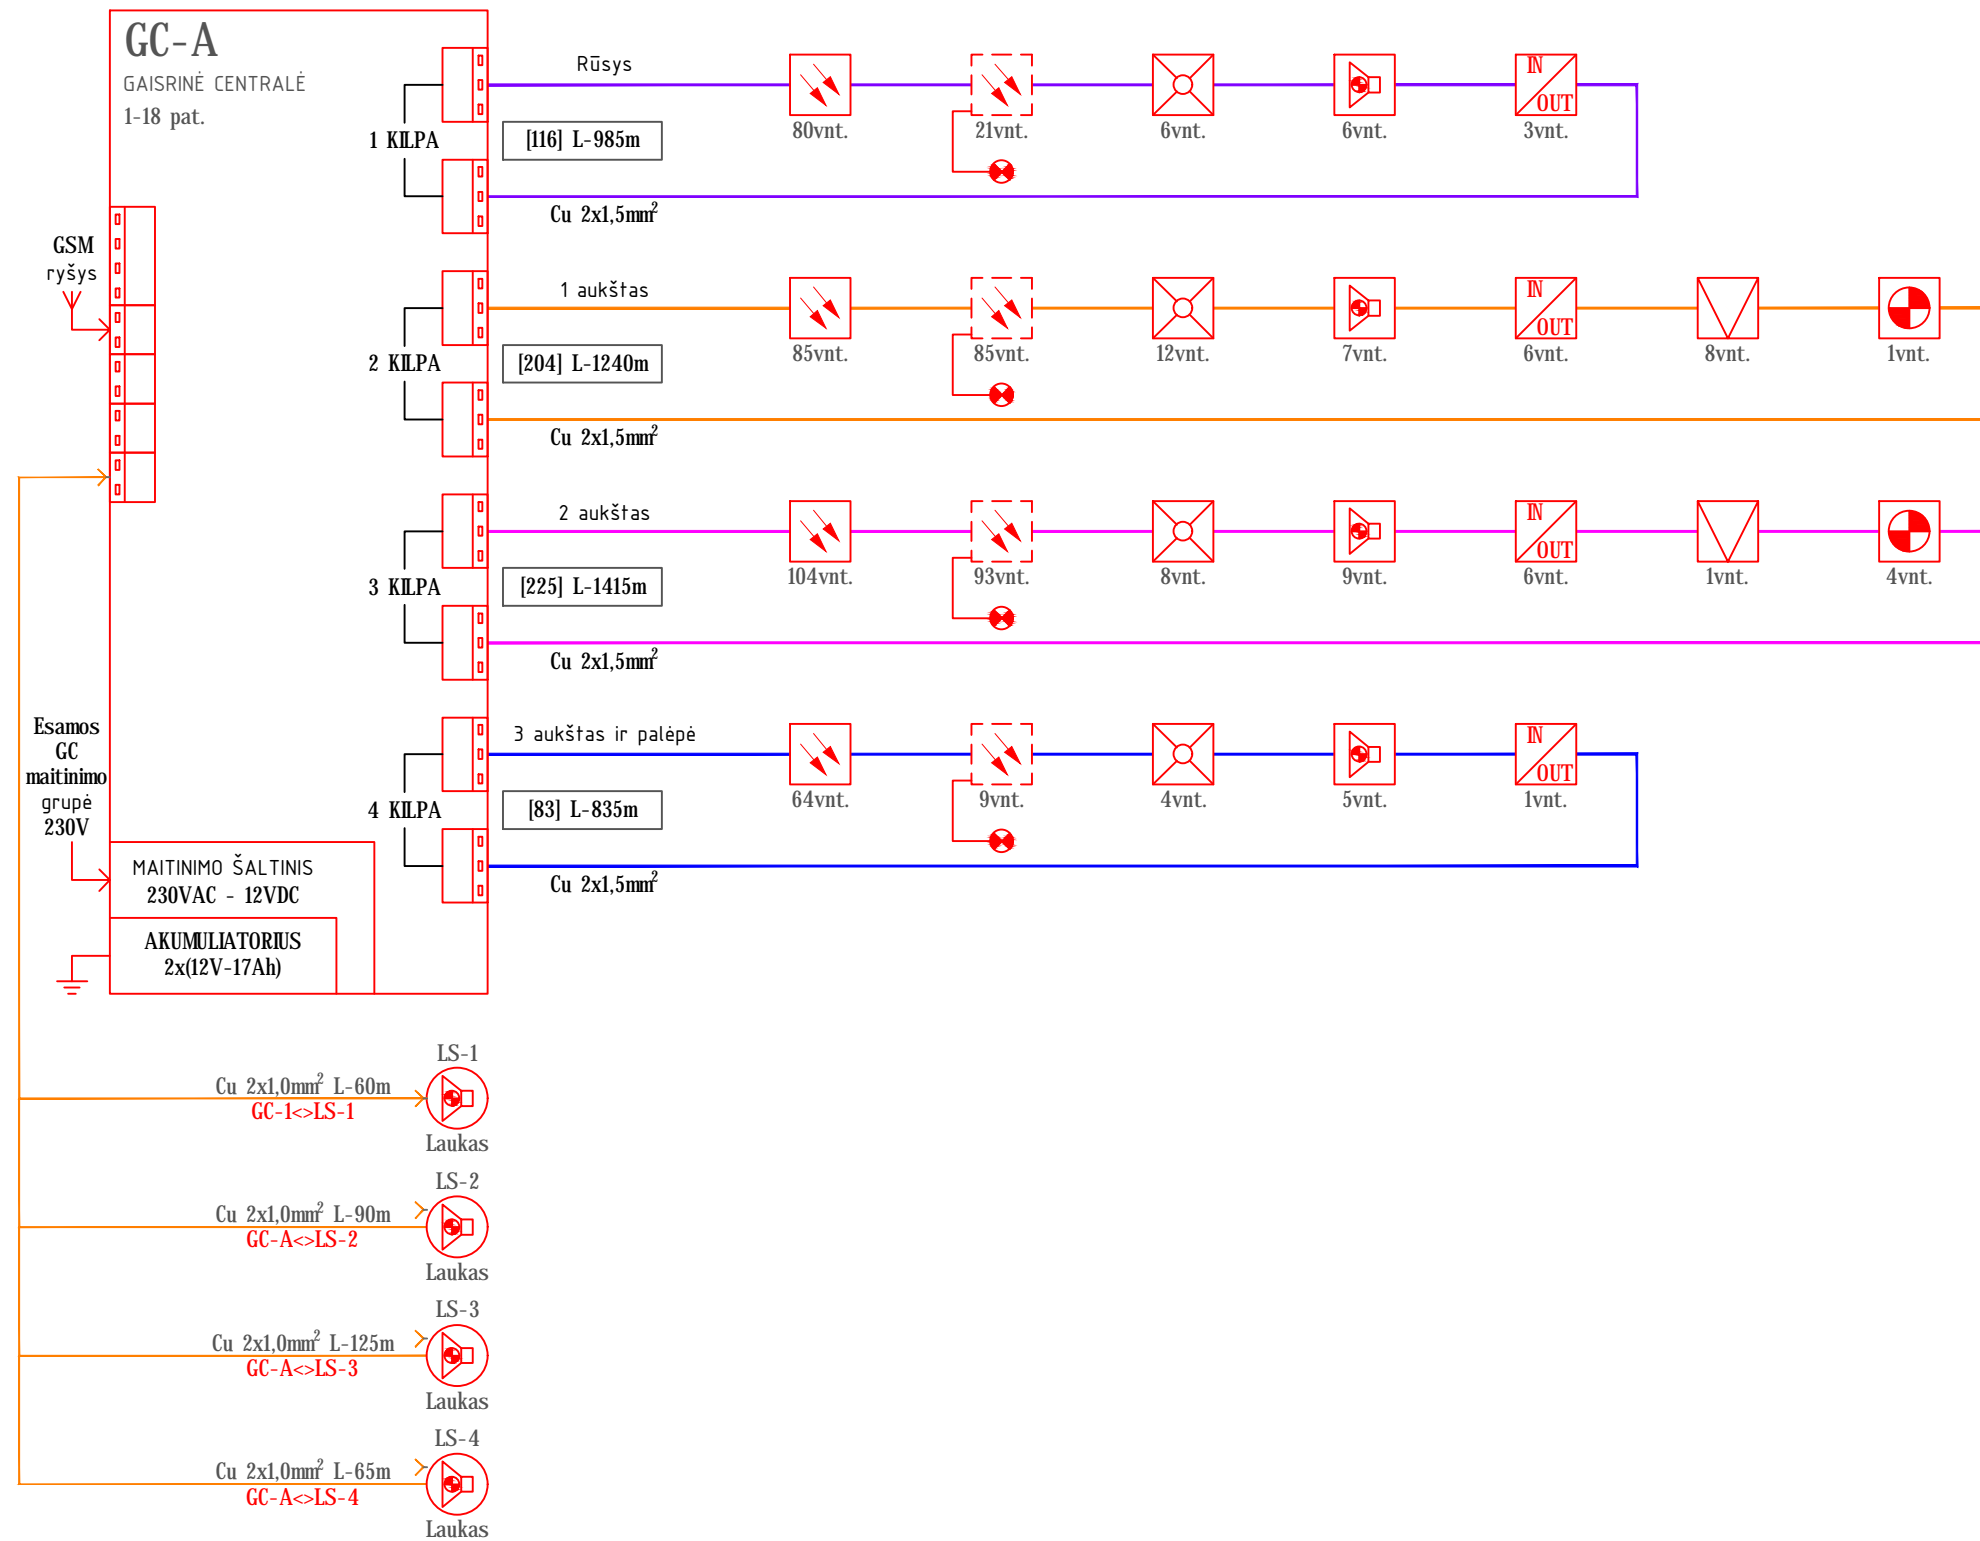 GC-A
GAISRINĖ CENTRALĖ
1-18 pat.
GSM
ryšys
Esamos
GC
maitinimo
grupė
230V
MAITINIMO ŠALTINIS
230VAC - 12VDC
AKUMULIATORIUS
2x(12V-17Ah)
1 KILPA
Rūsys
[116] L-985m
Cu 2x1,5mm²
80vnt.
21vnt.
6vnt.
6vnt.
IN
OUT
3vnt.
2 KILPA
1 aukštas
[204] L-1240m
Cu 2x1,5mm²
85vnt.
85vnt.
12vnt.
7vnt.
IN
OUT
6vnt.
8vnt.
1vnt.
3 KILPA
2 aukštas
[225] L-1415m
Cu 2x1,5mm²
104vnt.
93vnt.
8vnt.
9vnt.
IN
OUT
6vnt.
1vnt.
4vnt.
4 KILPA
3 aukštas ir palėpė
[83] L-835m
Cu 2x1,5mm²
64vnt.
9vnt.
4vnt.
5vnt.
IN
OUT
1vnt.
LS-1
Cu 2x1,0mm² L-60m
GC-1<>LS-1
Laukas
LS-2
Cu 2x1,0mm² L-90m
GC-A<>LS-2
Laukas
LS-3
Cu 2x1,0mm² L-125m
GC-A<>LS-3
Laukas
LS-4
Cu 2x1,0mm² L-65m
GC-A<>LS-4
Laukas